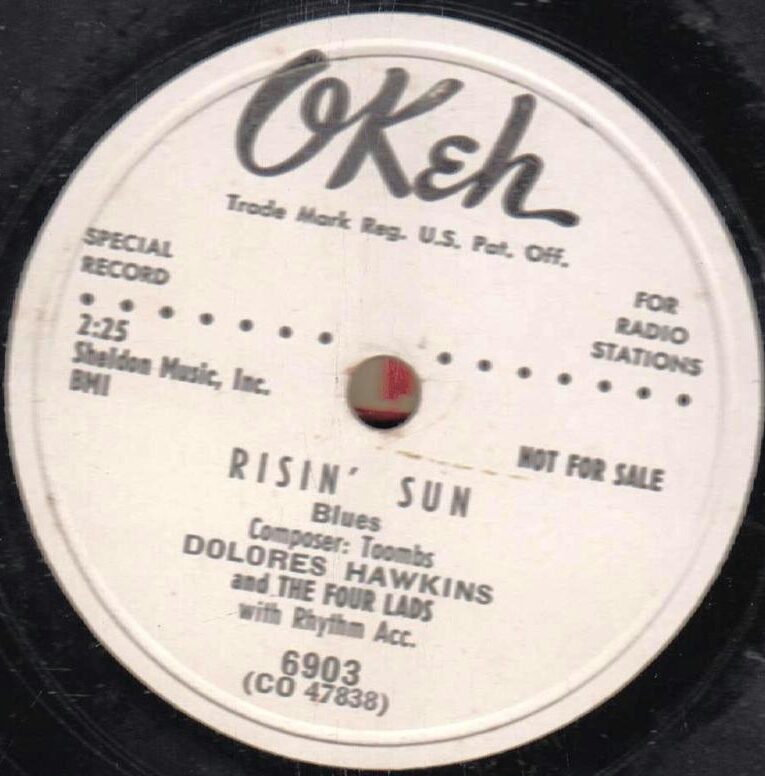 OKeh
Trade Mark Reg. U.S. Pat. Off.
SPECIAL
RECORD
FOR
RADIO
STATIONS
2:25
Sheldon Music, Inc.
BMI
NOT FOR SALE
RISIN' SUN
Blues
Composer: Toombs
DOLORES HAWKINS
and THE FOUR LADS
with Rhythm Acc.
6903
(CO 47838)